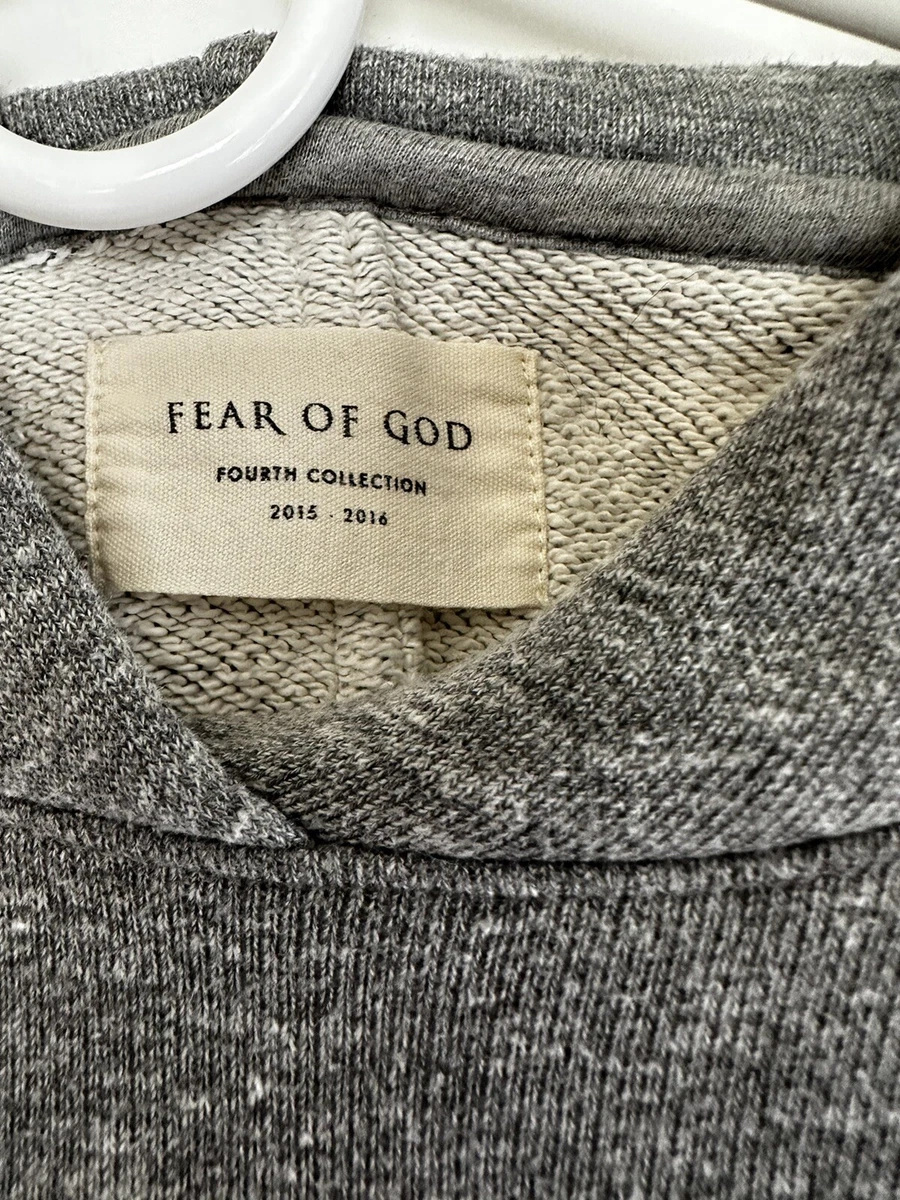 FEAR OF GOD
FOURTH COLLECTION
2015 · 2016